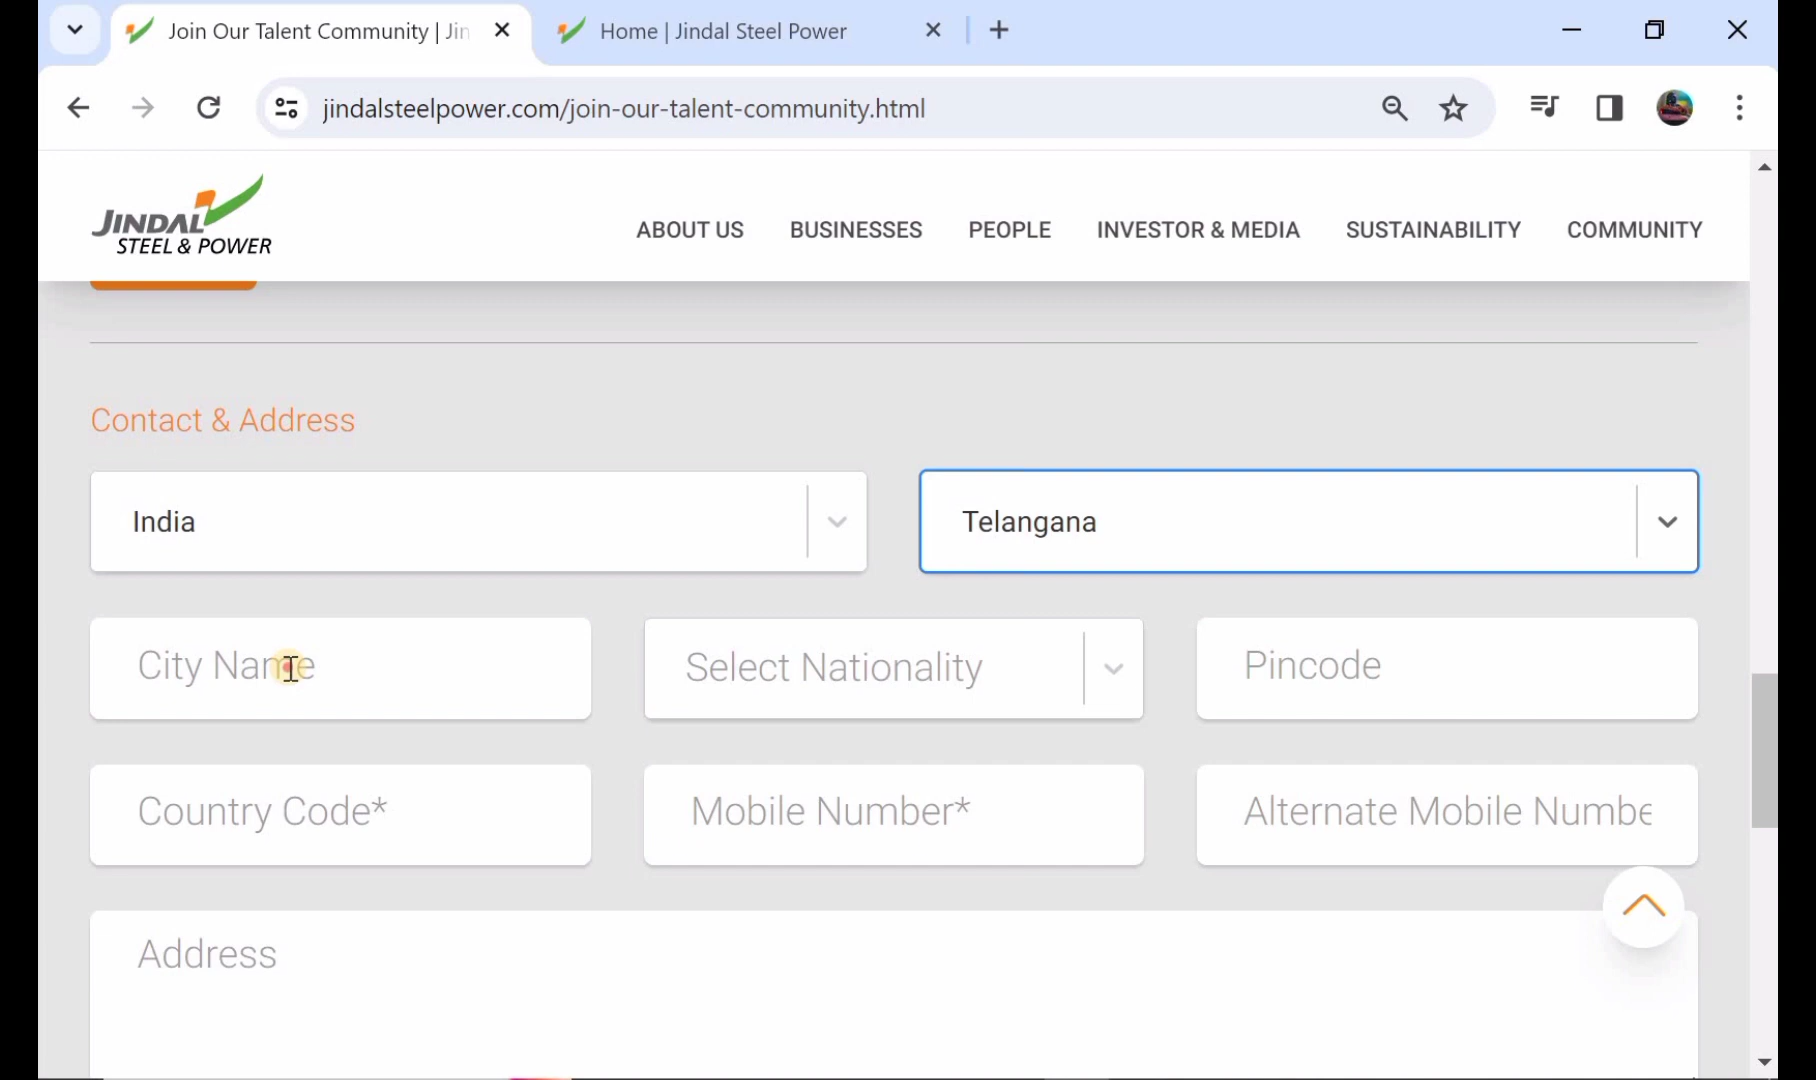 Join Our Talent Community | Jin
Home | Jindal Steel Power
jindalsteelpower.com/join-our-talent-community.html
JINDAL
STEEL & POWER
ABOUT US
BUSINESSES
PEOPLE
INVESTOR & MEDIA
SUSTAINABILITY
COMMUNITY
Contact & Address
India
Telangana
City Name
Select Nationality
Pincode
Country Code*
Mobile Number*
Alternate Mobile Numbe
Address